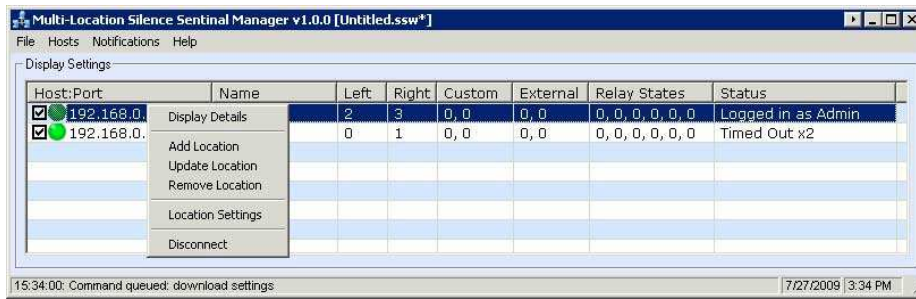 Multi-Location Silence Sentinal Manager v1.0.0 [Untitled.ssw*]
File Hosts Notifications Help
Display Settings
Host:Port Name Left Right Custom External Relay States Status
192.168.0. 2 3 0, 0 0, 0 0, 0, 0, 0, 0, 0 Logged in as Admin
192.168.0. 0 1 0, 0 0, 0 0, 0, 0, 0, 0, 0 Timed Out x2
Display Details
Add Location
Update Location
Remove Location
Location Settings
Disconnect
15:34:00: Command queued: download settings 7/27/2009 3:34 PM